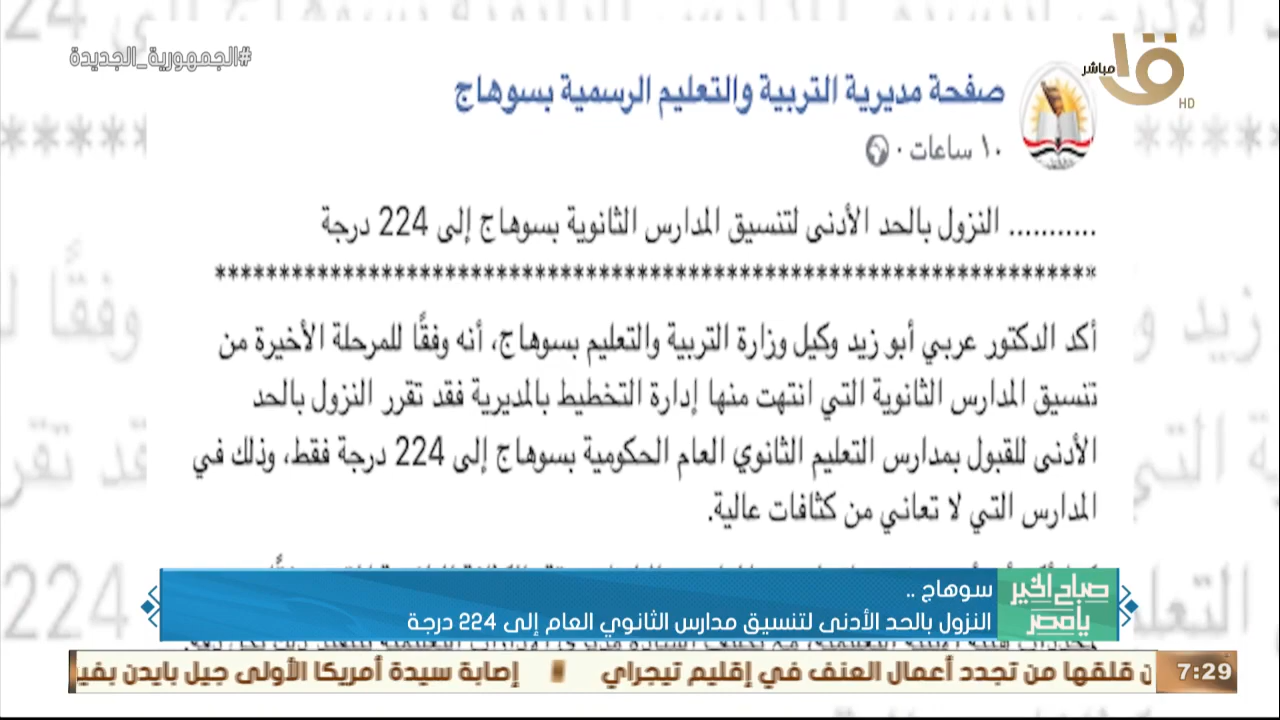 #الجمهورية_الجديدة
مباشر
HD
صفحة مديرية التربية والتعليم الرسمية بسوهاج
١٠ ساعات ·
........... النزول بالحد الأدنى لتنسيق المدارس الثانوية بسوهاج إلى 224 درجة
أكد الدكتور عربي أبو زيد وكيل وزارة التربية والتعليم بسوهاج، أنه وفقًا للمرحلة الأخيرة من
تنسيق المدارس الثانوية التي انتهت منها إدارة التخطيط بالمديرية فقد تقرر النزول بالحد
الأدنى للقبول بمدارس التعليم الثانوي العام الحكومية بسوهاج إلى 224 درجة فقط، وذلك في
المدارس التي لا تعاني من كثافات عالية.
صباح الخير
يا مصر
سوهاج ..
النزول بالحد الأدنى لتنسيق مدارس الثانوي العام إلى 224 درجة
7:29
ن قلقها من تجدد أعمال العنف في إقليم تيجراي
إصابة سيدة أمريكا الأولى جيل بايدن بفي